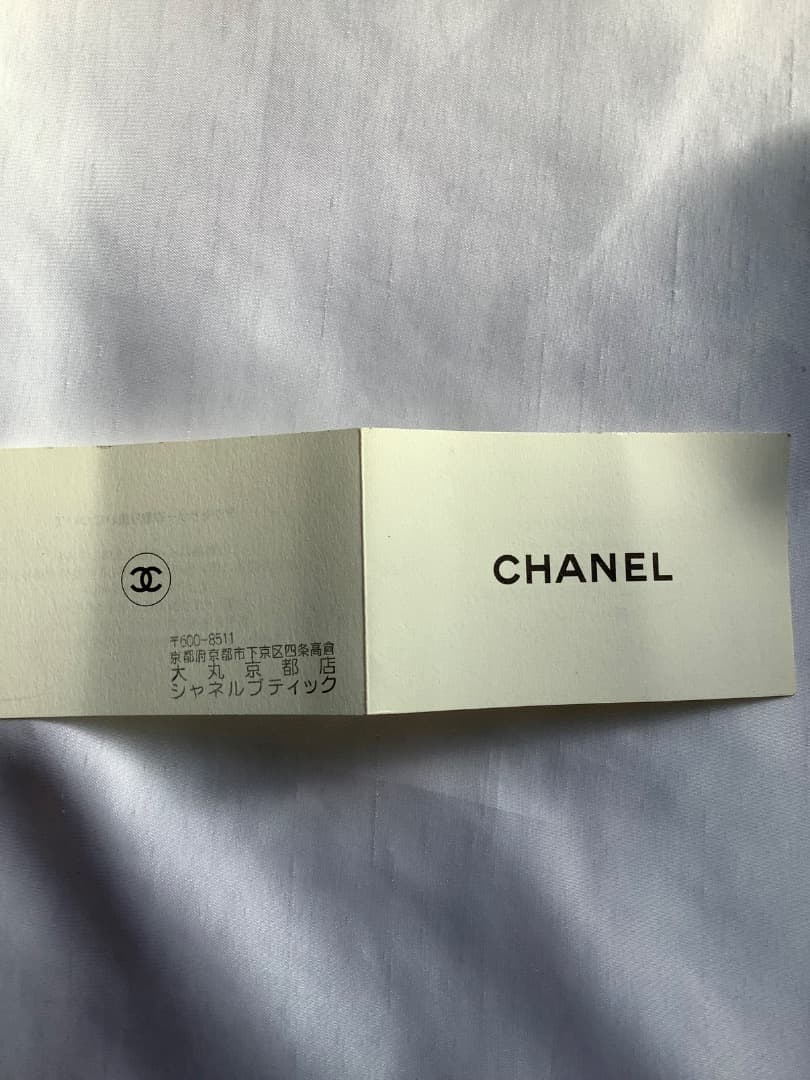 〒600-8511
京都府京都市下京区四条高倉
大丸京都店
シャネルブティック
CHANEL